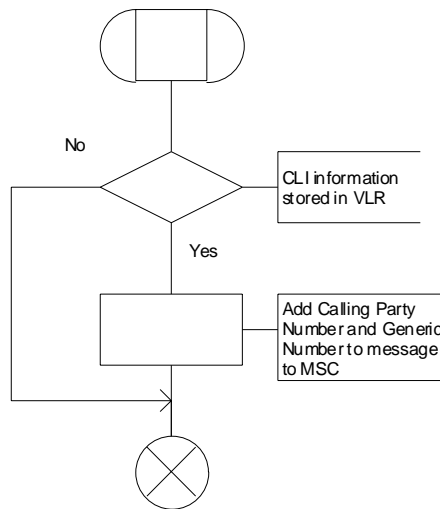 No
CLI information
stored in VLR
Yes
Add Calling Party
Number and Generic
Number to message
to MSC